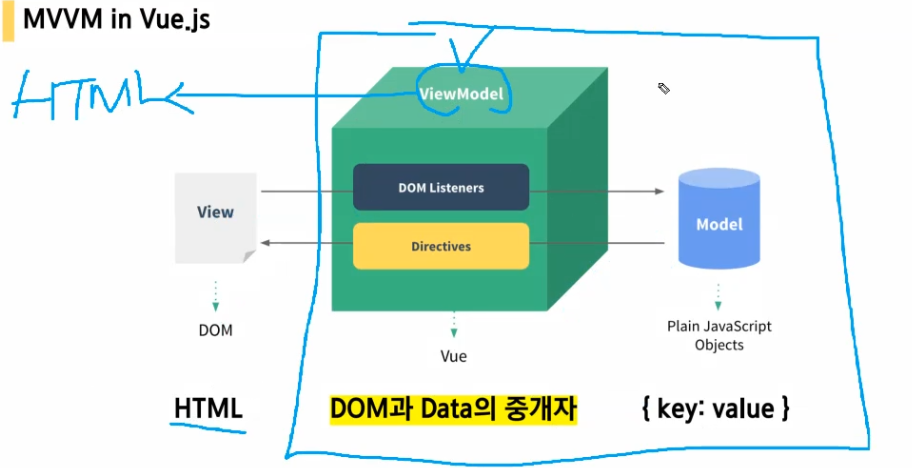 MVVM in Vue.js
HTML
ViewModel
DOM Listeners
View
Directives
Model
DOM
Vue
Plain JavaScript
Objects
HTML
DOM과 Data의 중개자
{ key: value }